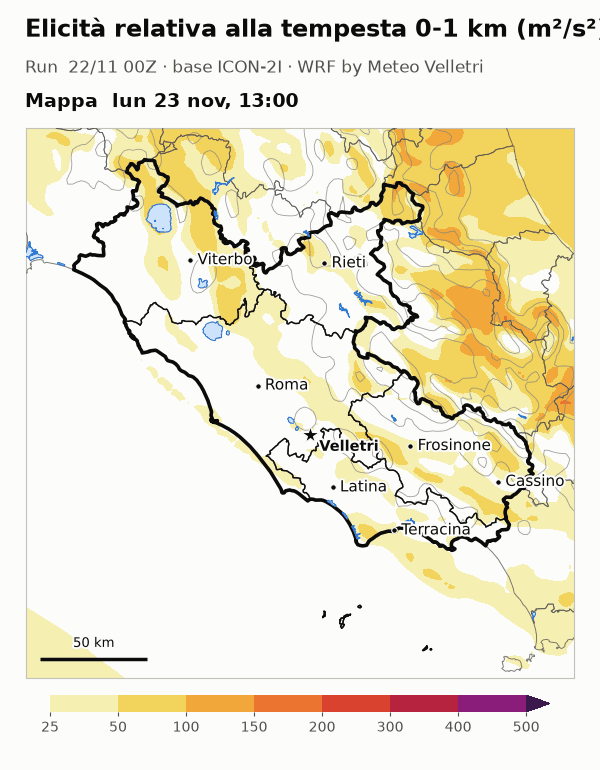 Elicità relativa alla tempesta 0-1 km (m²/s²)
Run 22/11 00Z · base ICON-2I · WRF by Meteo Velletri
Mappa lun 23 nov, 13:00
Viterbo
Rieti
Roma
Velletri
Frosinone
Cassino
Latina
Terracina
50 km
25 50 100 150 200 300 400 500